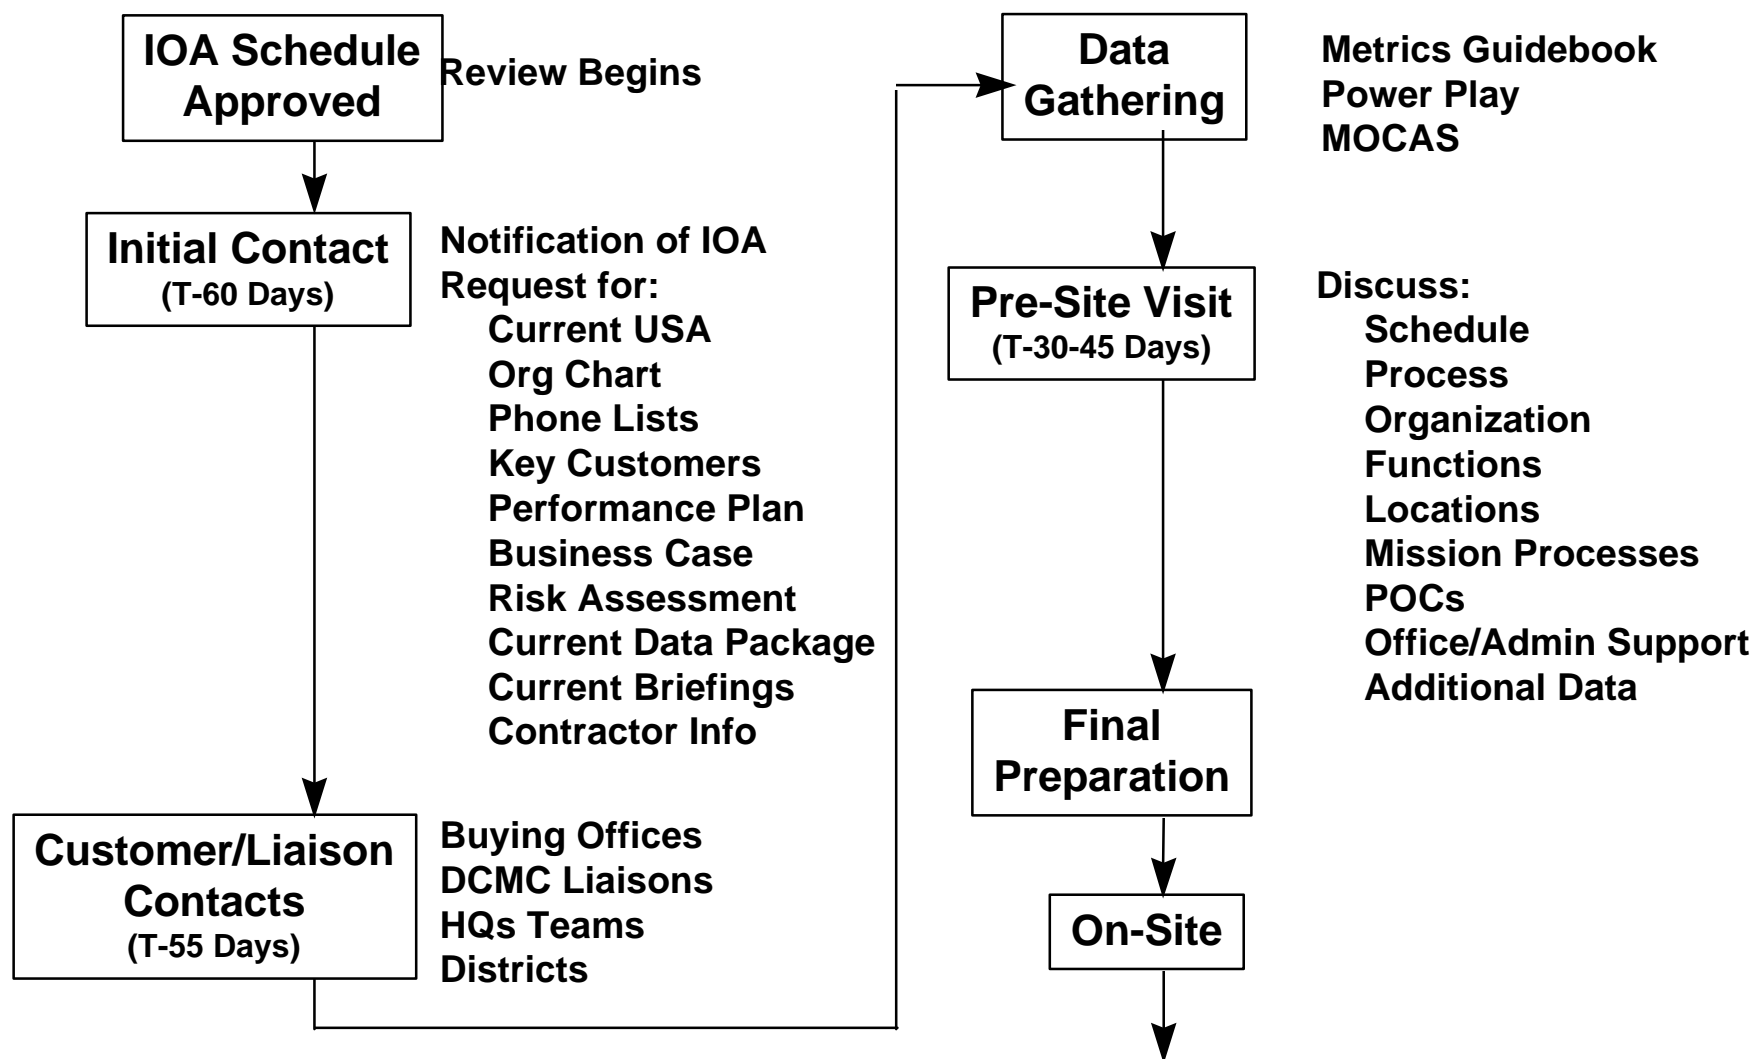 IOA Schedule
Approved
Review Begins
Initial Contact
(T-60 Days)
Notification of IOA
Request for:
Current USA
Org Chart
Phone Lists
Key Customers
Performance Plan
Business Case
Risk Assessment
Current Data Package
Current Briefings
Contractor Info
Customer/Liaison
Contacts
(T-55 Days)
Buying Offices
DCMC Liaisons
HQs Teams
Districts
Data
Gathering
Metrics Guidebook
Power Play
MOCAS
Pre-Site Visit
(T-30-45 Days)
Discuss:
Schedule
Process
Organization
Functions
Locations
Mission Processes
POCs
Office/Admin Support
Additional Data
Final
Preparation
On-Site